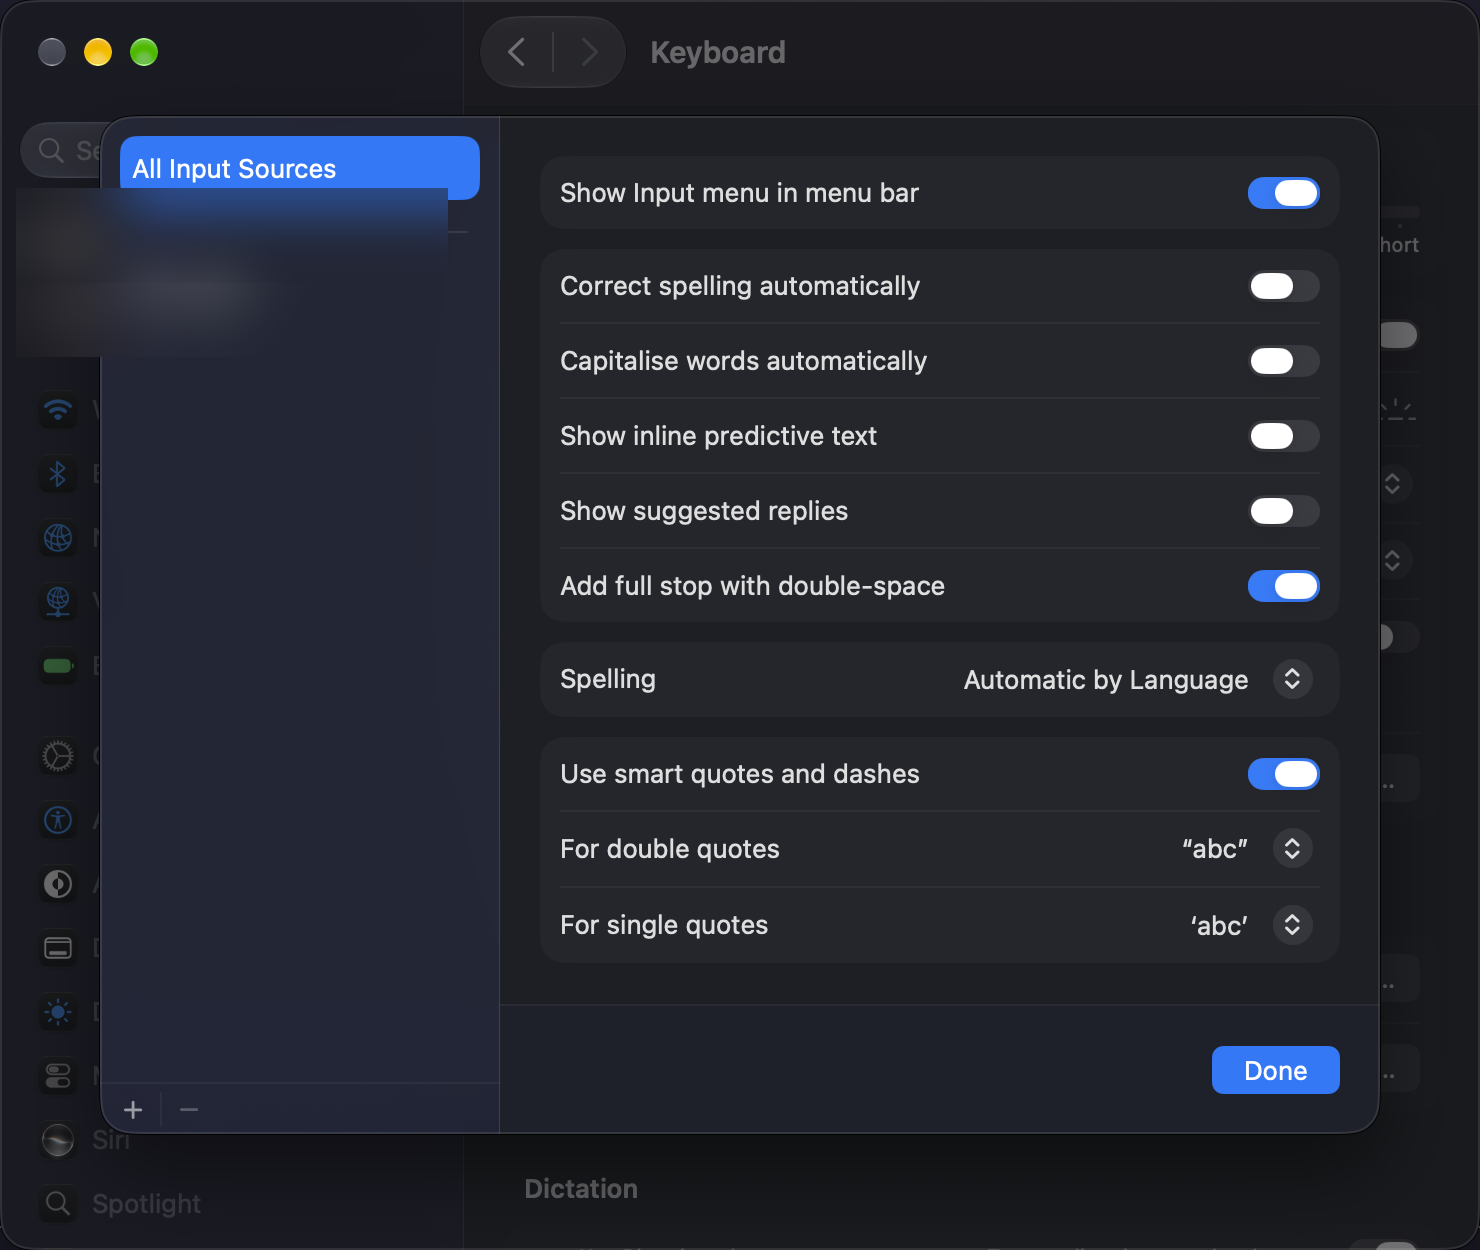 Keyboard
All Input Sources
Show Input menu in menu bar
Correct spelling automatically
Capitalise words automatically
Show inline predictive text
Show suggested replies
Add full stop with double-space
Spelling Automatic by Language
Use smart quotes and dashes
For double quotes “abc”
For single quotes ‘abc’
Done
Siri
Spotlight
Dictation